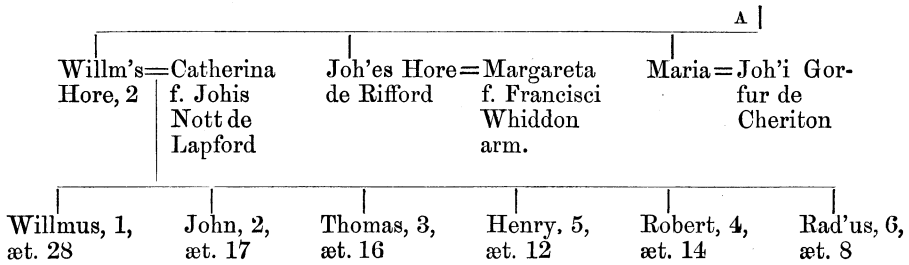 A
Willm's=Catherina Joh'es Hore=Margareta Maria=Joh'i Gor-
Hore, 2 f. Johis de Rifford f. Francisci fur de
Nott de Whiddon Cheriton
Lapford arm.
Willmus, 1, John, 2, Thomas, 3, Henry, 5, Robert, 4, Rad'us, 6,
æt. 28 æt. 17 æt. 16 æt. 12 æt. 14 æt. 8